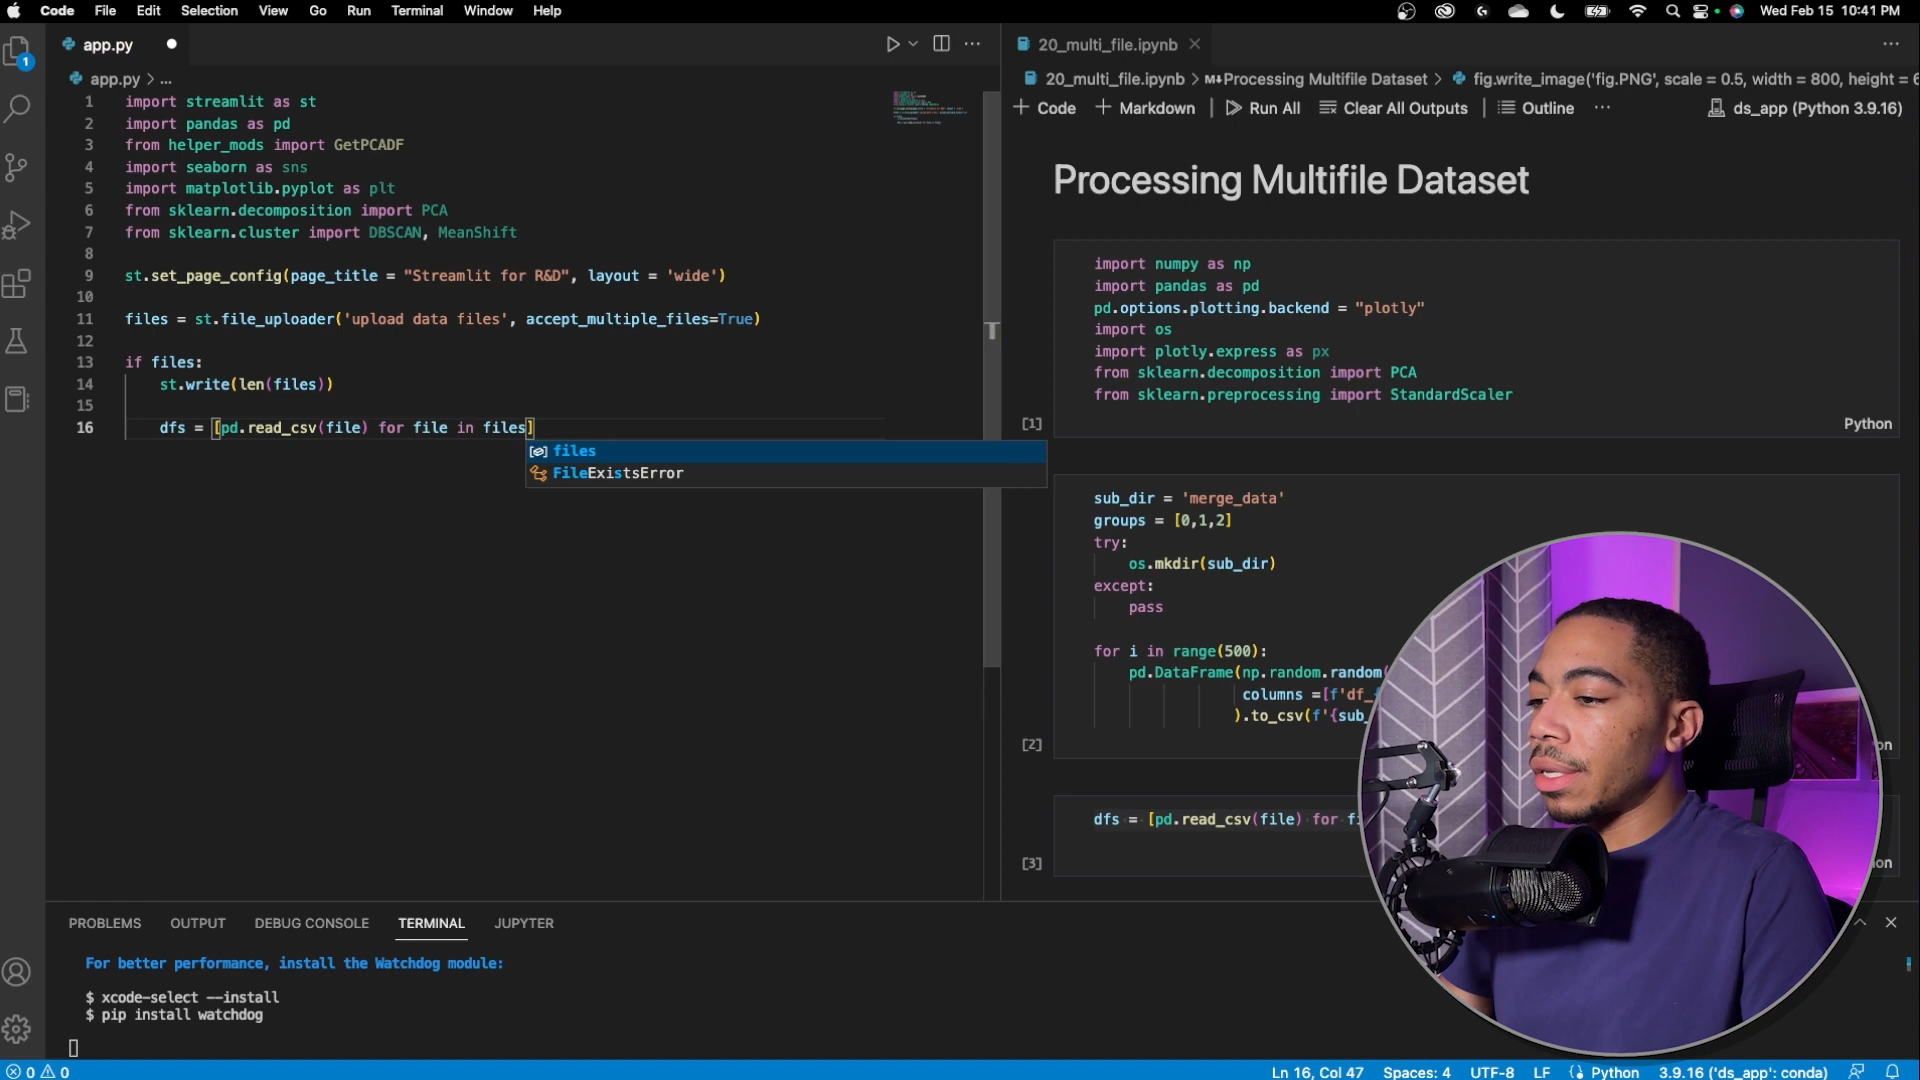 Code File Edit Selection View Go Run Terminal Window Help
Wed Feb 15 10:41 PM
app.py
20_multi_file.ipynb
1
app.py > ...
20_multi_file.ipynb > M↓Processing Multifile Dataset > fig.write_image('fig.PNG', scale = 0.5, width = 800, height = 6
+ Code + Markdown Run All Clear All Outputs Outline ... ds_app (Python 3.9.16)
1 import streamlit as st
2 import pandas as pd
3 from helper_mods import GetPCADF
4 import seaborn as sns
5 import matplotlib.pyplot as plt
6 from sklearn.decomposition import PCA
7 from sklearn.cluster import DBSCAN, MeanShift
8
9 st.set_page_config(page_title = "Streamlit for R&D", layout = 'wide')
10
11 files = st.file_uploader('upload data files', accept_multiple_files=True)
12
13 if files:
14 st.write(len(files))
15
16 dfs = [pd.read_csv(file) for file in files]
files
FileExistsError
Processing Multifile Dataset
import numpy as np
import pandas as pd
pd.options.plotting.backend = "plotly"
import os
import plotly.express as px
from sklearn.decomposition import PCA
from sklearn.preprocessing import StandardScaler
[1]
Python
sub_dir = 'merge_data'
groups = [0,1,2]
try:
os.mkdir(sub_dir)
except:
pass
for i in range(500):
pd.DataFrame(np.random.random(
columns =[f'df_
).to_csv(f'{sub_
[2]
dfs = [pd.read_csv(file) for
[3]
PROBLEMS OUTPUT DEBUG CONSOLE TERMINAL JUPYTER
For better performance, install the Watchdog module:
$ xcode-select --install
$ pip install watchdog
0 0
Ln 16, Col 47 Spaces: 4 UTF-8 LF Python 3.9.16 ('ds_app': conda)